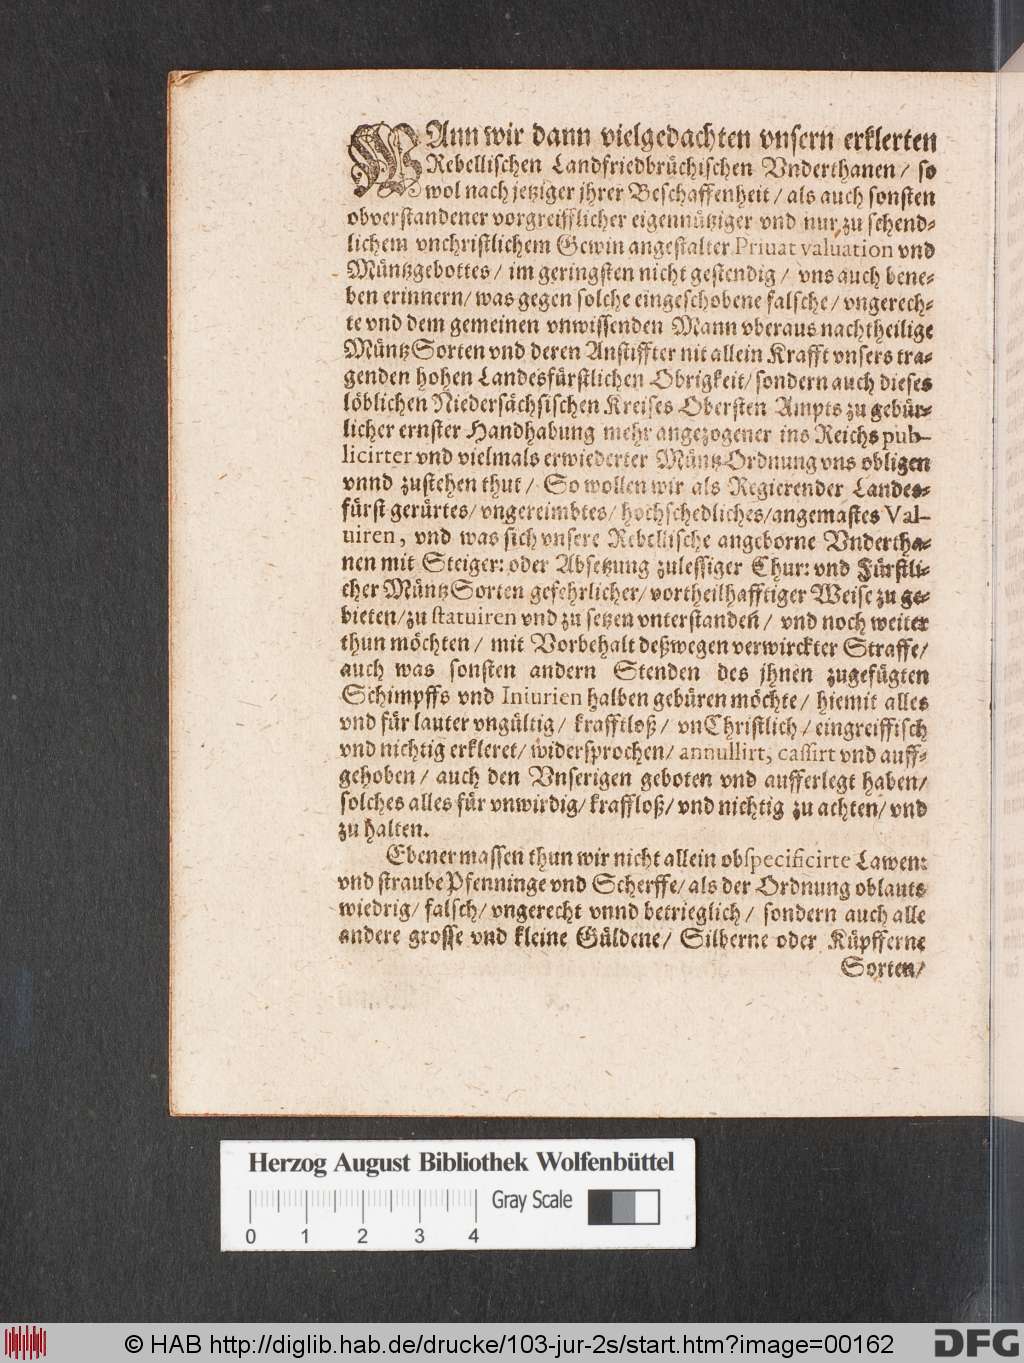 WAnn wir dann vielgedachten vnsern erklerten
Rebellischen Landfriedbrüchischen Vnderthanen / so
wol nach jetziger jhrer Beschaffenheit / als auch sonsten
obverstandener vorgreifflicher eigennütziger vnd nur zu schend-
lichem vnchristlichem Gewin angestalter Priuat valuation vnd
Müntzgebottes / im geringsten nicht gestendig / vns auch bene-
ben erinnern / was gegen solche eingeschobene falsche / vngerech-
te vnd dem gemeinen vnwissenden Mann vberaus nachtheilige
MüntzSorten vnd deren Anstiffter nit allein Krafft vnsers tra-
genden hohen Landesfürstlichen Obrigkeit / sondern auch dieses
löblichen Niedersächsischen Kreises Obersten Ampts zu gebür-
licher ernster Handhabung mehr angezogener ins Reichs pub-
licirter vnd vielmals erwiederter Müntz Ordnung vns obligen
vnnd zustehen thut / So wollen wir als Regierender Landes-
fürst gerürtes / vngereimbtes / hochschedliches / angemastes Val-
uiren, vnd was sich vnsere Rebellische angeborne Vndertha-
nen mit Steiger: oder Absetzung zulessiger Chur: vnd Fürstli-
cher MüntzSorten gefehrlicher / vortheilhafftiger Weise zu ge-
bieten / zu statuiren vnd zu setzen vnterstanden / vnd noch weiter
thun möchten / mit Vorbehalt deßwegen verwirckter Straffe /
auch was sonsten andern Stenden des jhnen zugefügten
Schimpffs vnd Iniurien halben gebüren möchte / hiemit alles
vnd für lauter vngültig / krafftloß / vnChristlich / eingreiffisch
vnd nichtig erkleret / widersprochen / annullirt, cassirt vnd auff-
gehoben / auch den Vnserigen geboten vnd aufferlegt haben /
solches alles für vnwirdig / kraffloß / vnd nichtig zu achten / vnd
zu halten.
Ebener massen thun wir nicht allein obspecificirte Lawen:
vnd straube Pfenninge vnd Scherffe / als der Ordnung oblauts
wiedrig / falsch / vngerecht vnnd betrieglich / sondern auch alle
andere grosse vnd kleine Güldene / Silberne oder Küpfferne
Sorten /
Herzog August Bibliothek Wolfenbüttel
Gray Scale
0 1 2 3 4
© HAB http://diglib.hab.de/drucke/103-jur-2s/start.htm?image=00162
DFG